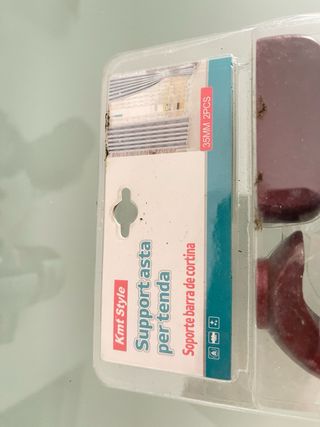 Kmt Style
Support asta
per tenda
Soporte barra de cortina
35MM 2PCS